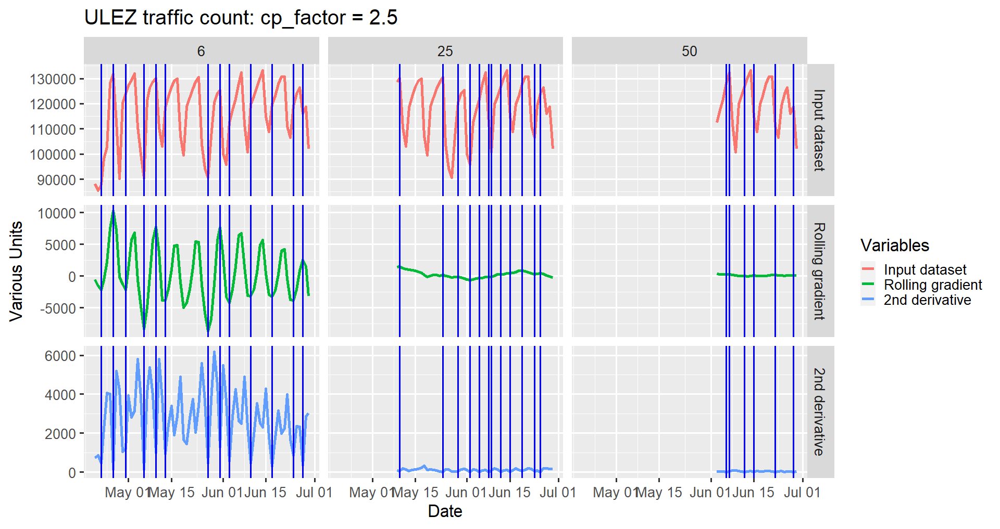 ULEZ traffic count: cp_factor = 2.5
6
25
50
Various Units
130000
120000
110000
100000
90000
Input dataset
10000
5000
0
-5000
Rolling gradient
6000
4000
2000
0
2nd derivative
May 01 May 15 Jun 01 Jun 15 Jul 01
May 01 May 15 Jun 01 Jun 15 Jul 01
May 01 May 15 Jun 01 Jun 15 Jul 01
Date
Variables
Input dataset
Rolling gradient
2nd derivative